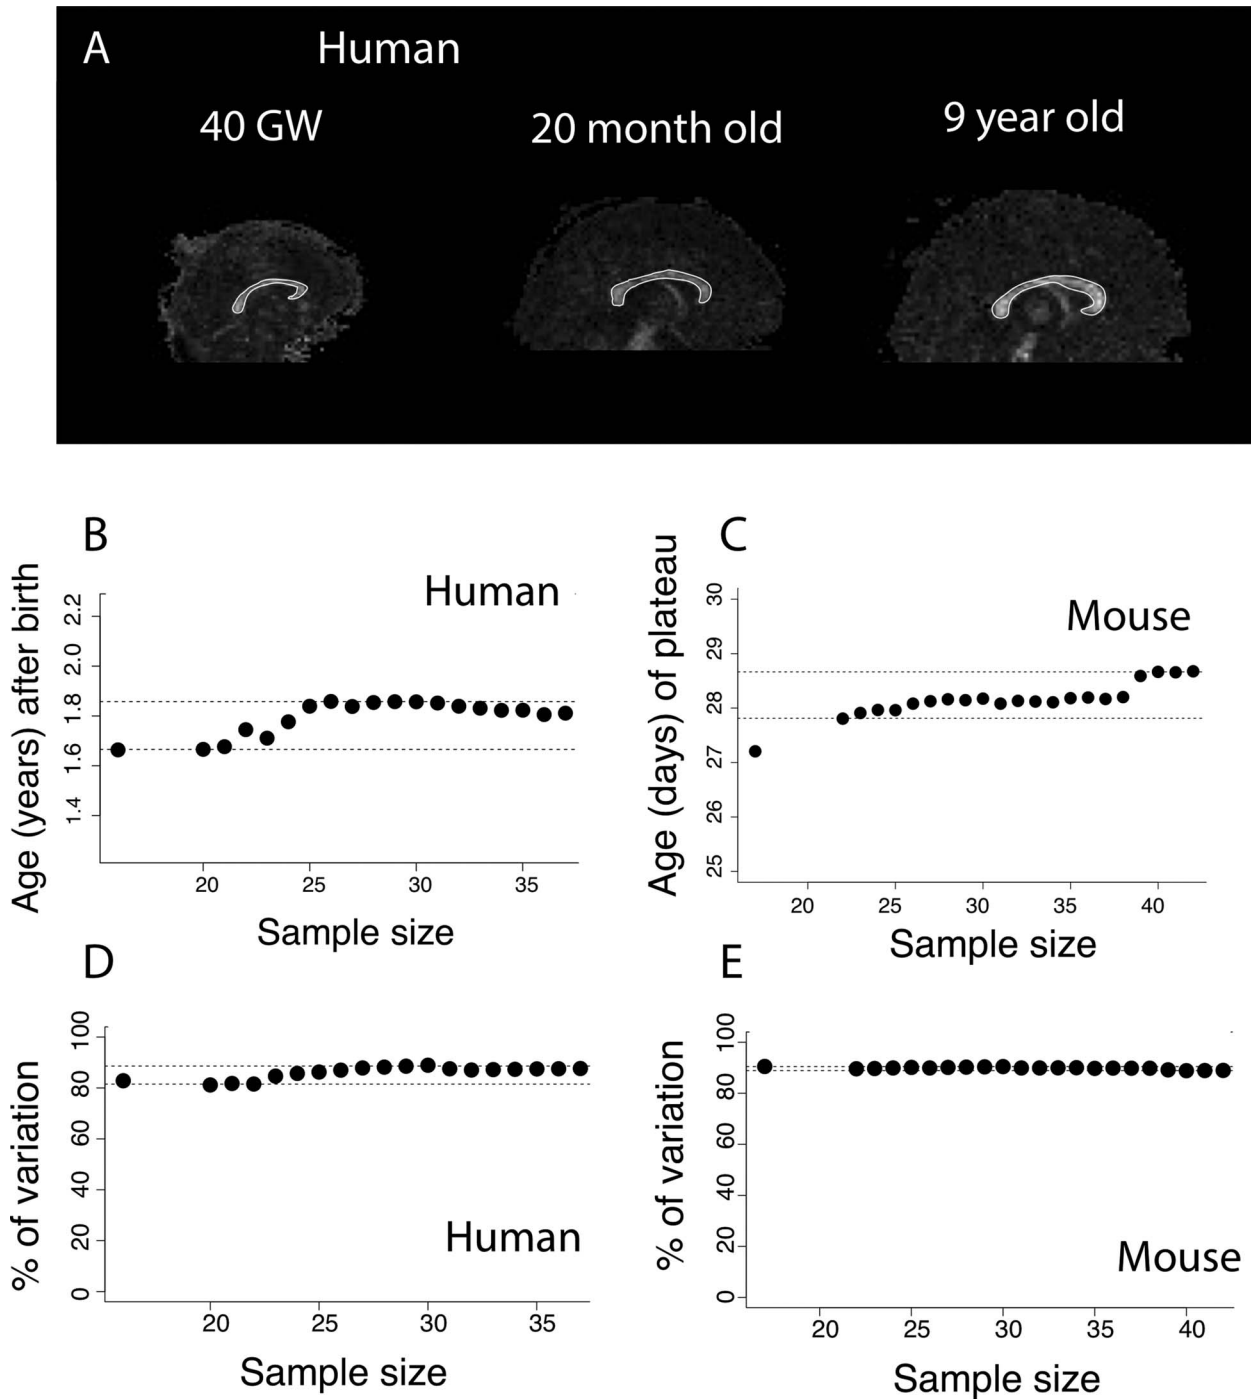 A
Human
40 GW
20 month old
9 year old
B
Human
Age (years) after birth
2.2
2.0
1.8
1.6
1.4
20
25
30
35
Sample size
C
Mouse
Age (days) of plateau
30
29
28
27
26
25
20
25
30
35
40
Sample size
D
Human
% of variation
100
80
60
40
20
0
20
25
30
35
Sample size
E
Mouse
% of variation
100
80
60
40
20
0
20
25
30
35
40
Sample size